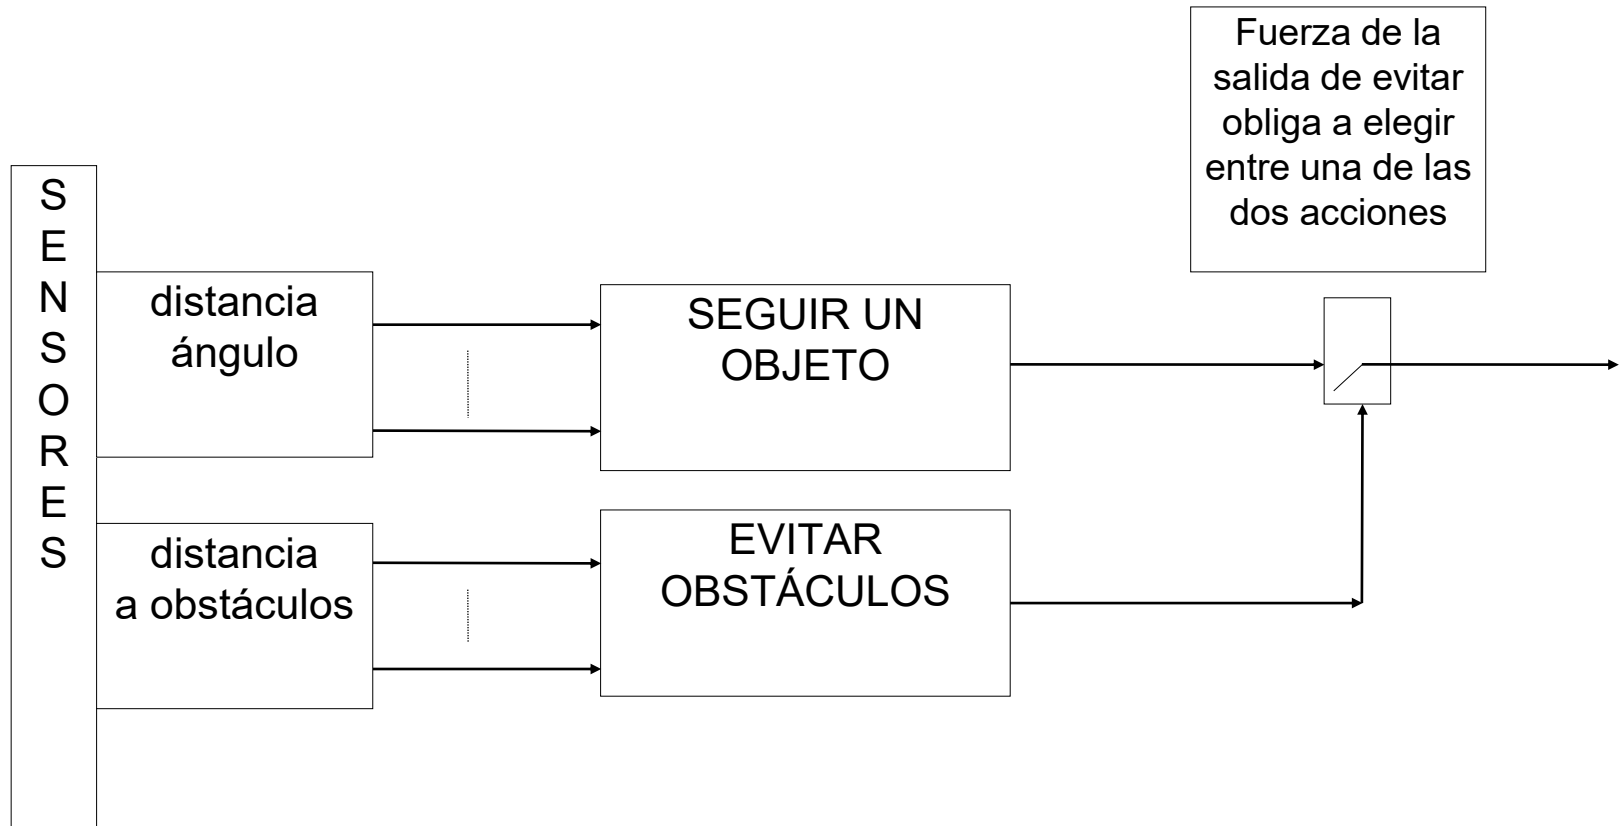 Fuerza de la
salida de evitar
obliga a elegir
entre una de las
dos acciones
S
E
N
S
O
R
E
S
distancia
ángulo
SEGUIR UN
OBJETO
distancia
a obstáculos
EVITAR
OBSTÁCULOS